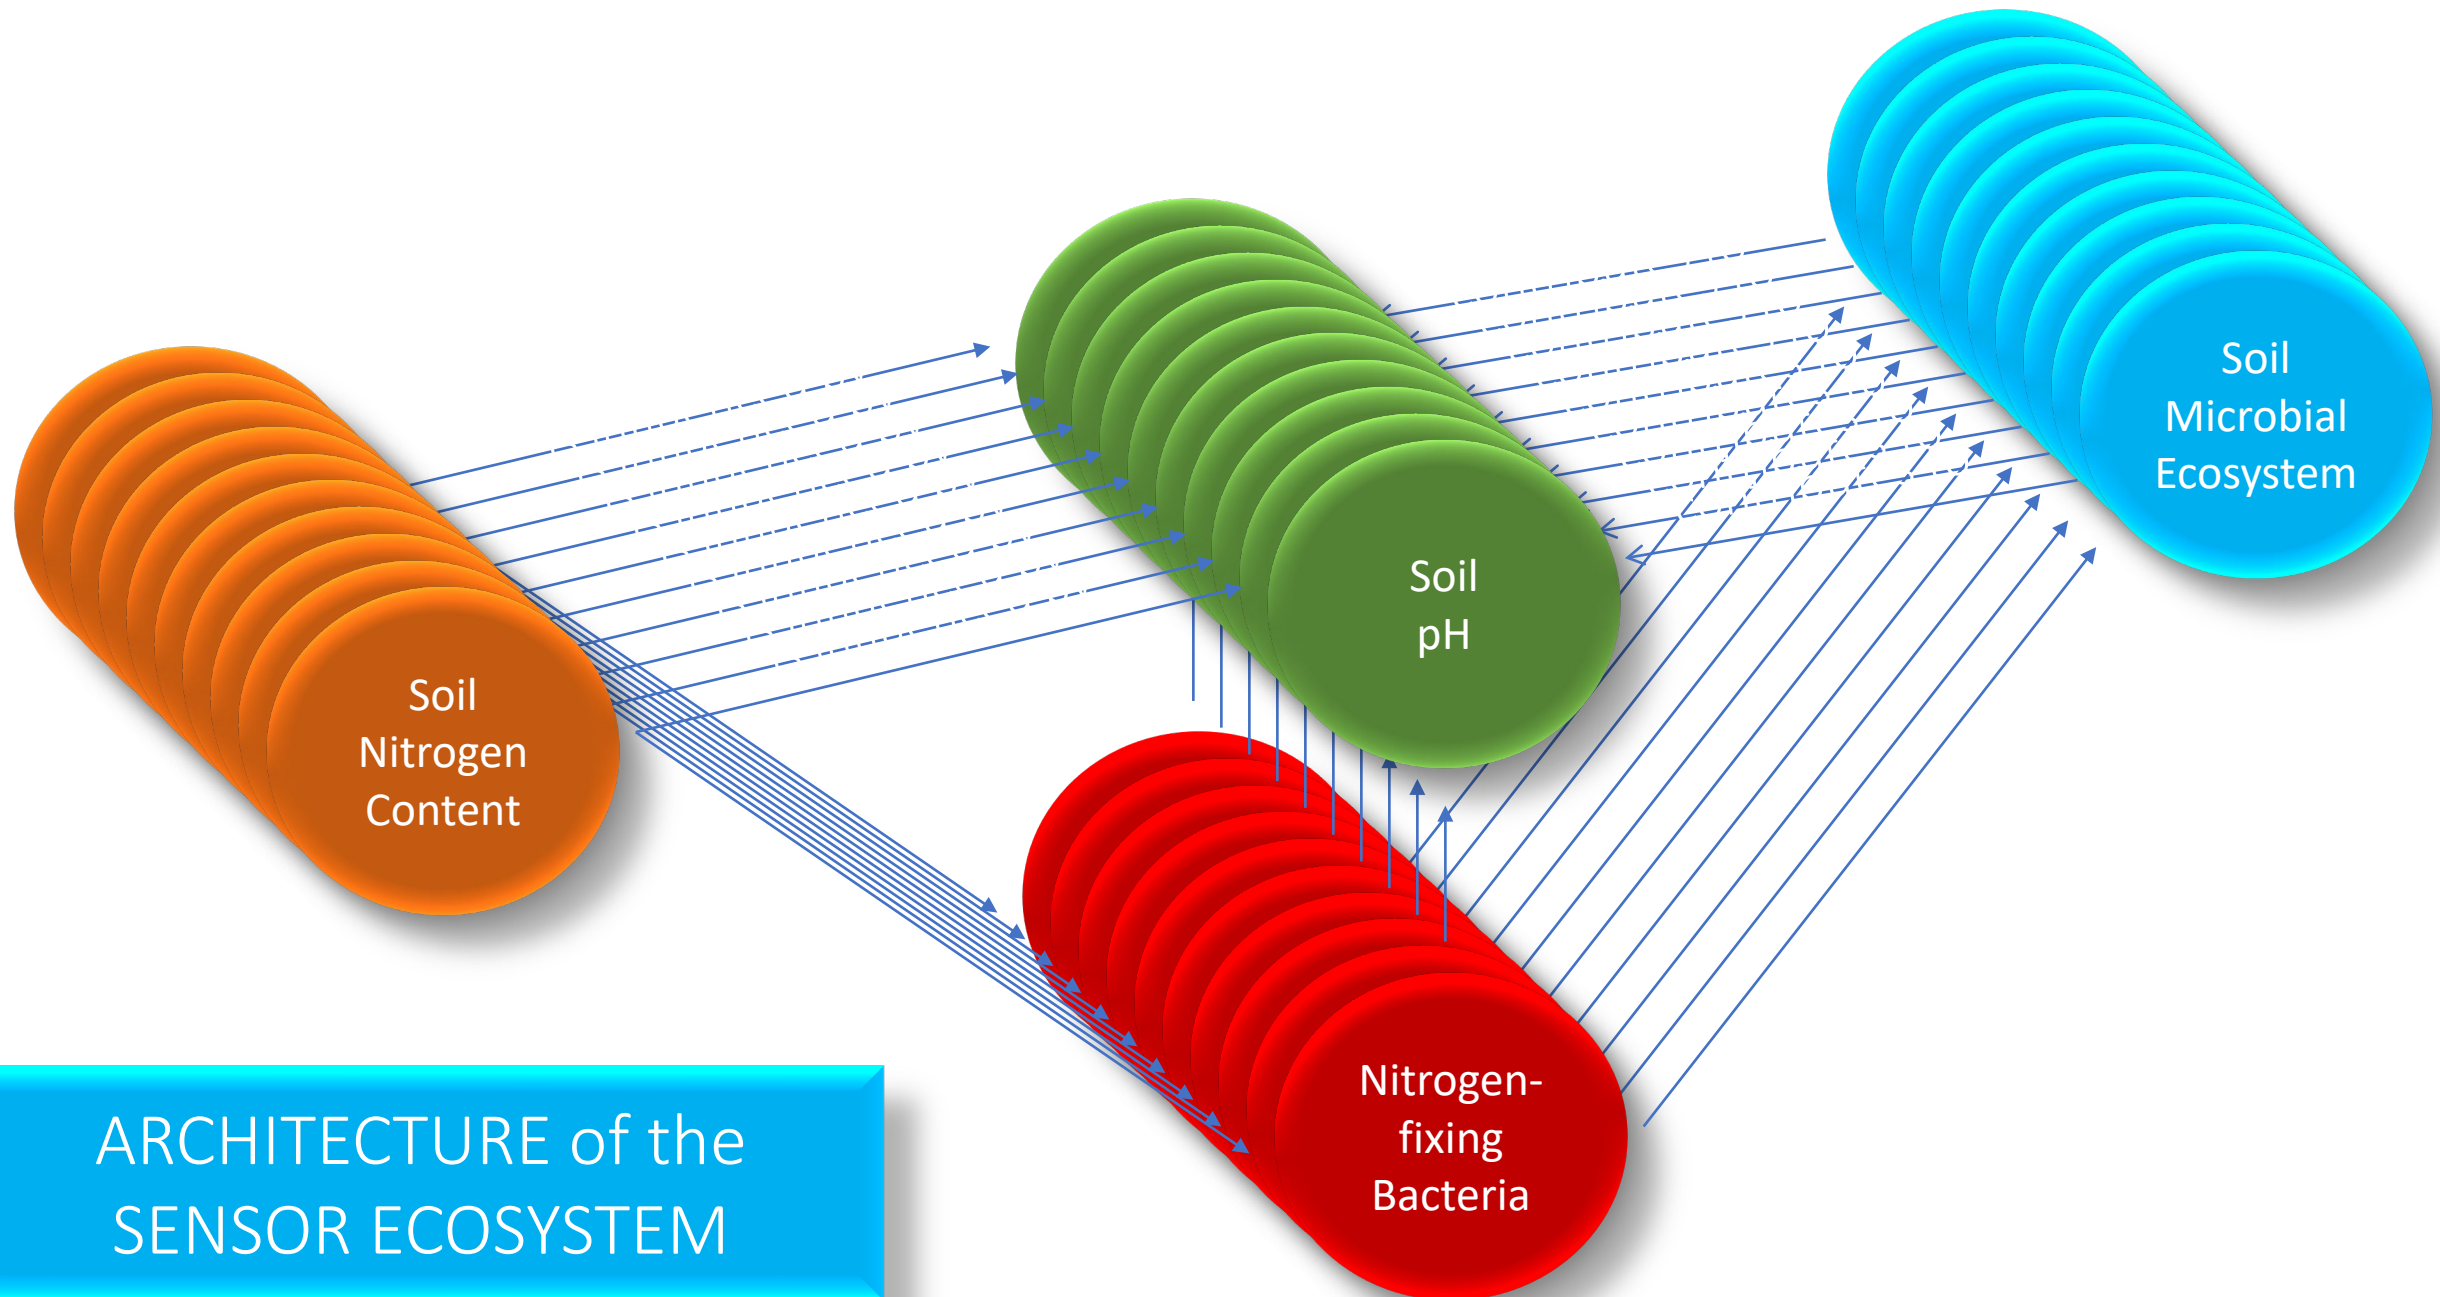 Soil
Microbial
Ecosystem
Soil
pH
Soil
Nitrogen
Content
Nitrogen-
fixing
Bacteria
ARCHITECTURE of the
SENSOR ECOSYSTEM